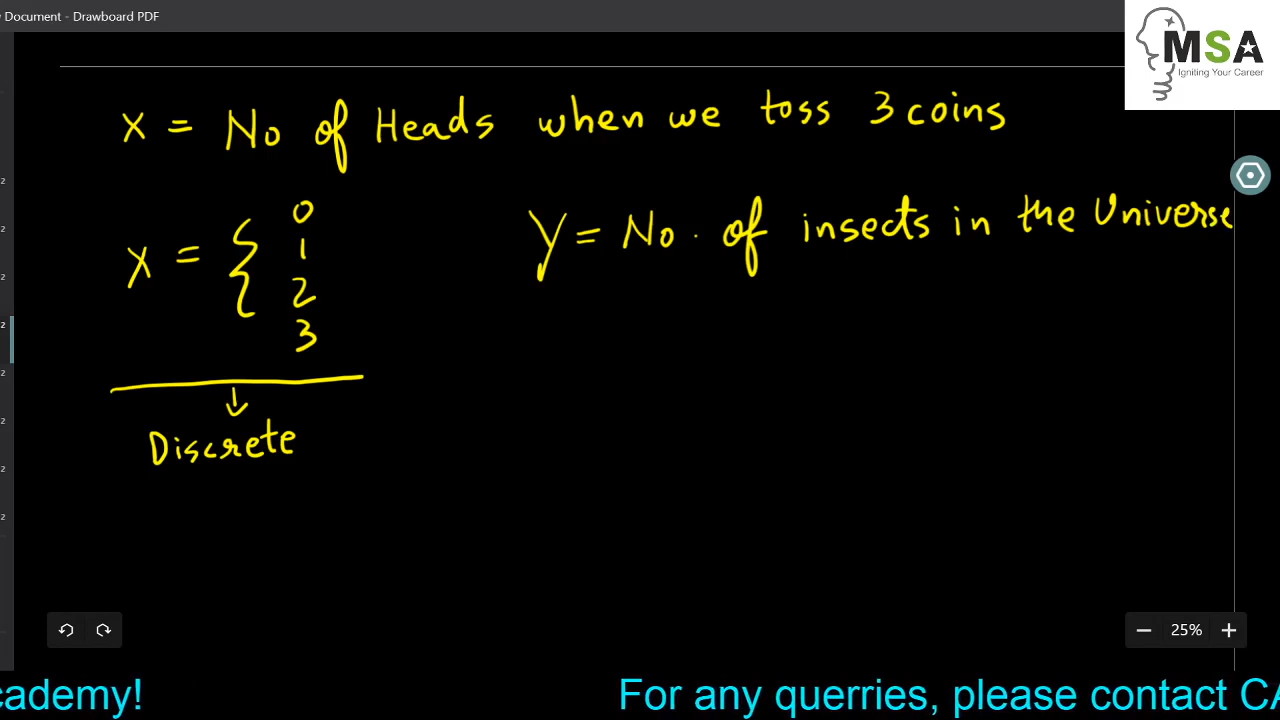 Document - Drawboard PDF
MSA
Igniting Your Career
x = No of Heads when we toss 3 coins
y = No. of insects in the Universe
x = { 0
1
2
3
Discrete
25%
cademy!
For any querries, please contact CA